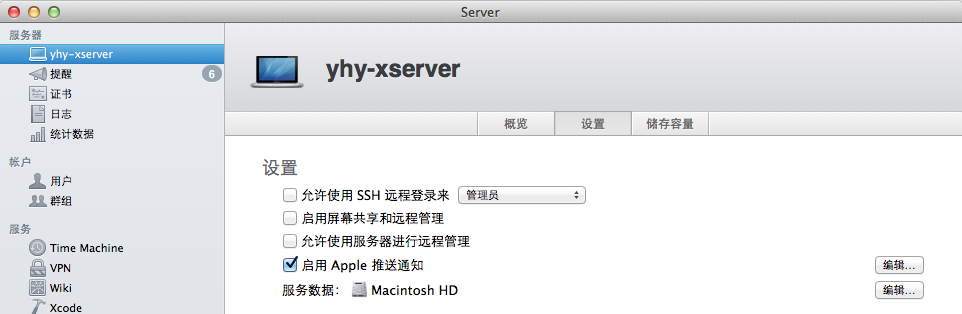 Server
服务器
yhy-xserver
提醒 6
证书
日志
统计数据
帐户
用户
群组
服务
Time Machine
VPN
Wiki
Xcode
yhy-xserver
概览 设置 储存容量
设置
允许使用 SSH 远程登录来 管理员
启用屏幕共享和远程管理
允许使用服务器进行远程管理
启用 Apple 推送通知 编辑...
服务数据： Macintosh HD 编辑...